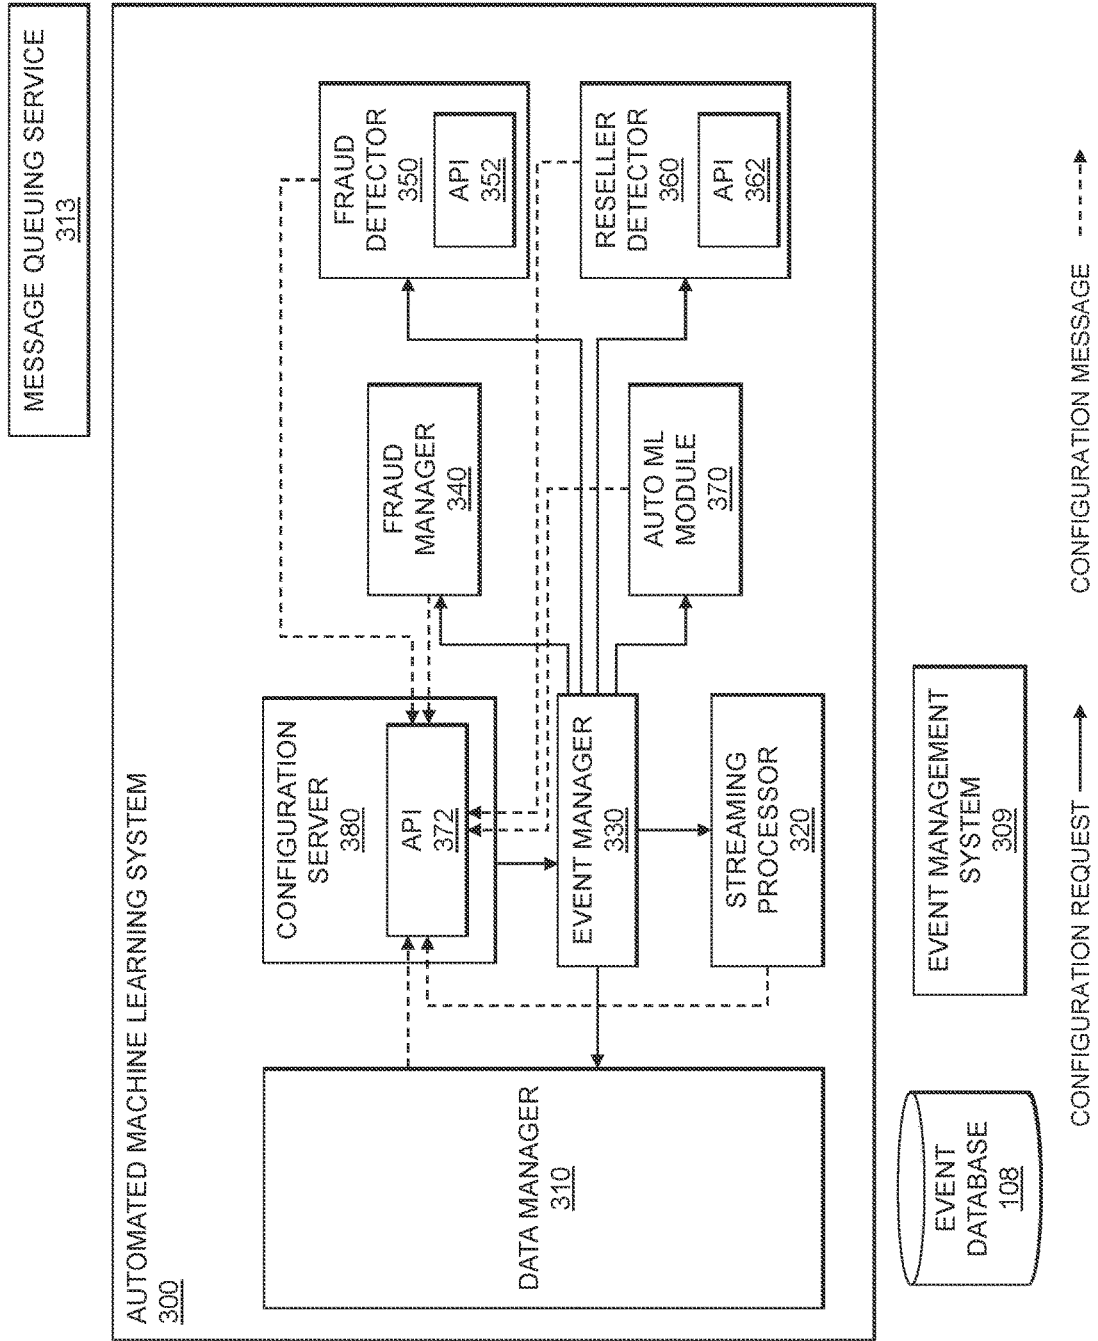 MESSAGE QUEUING SERVICE
313
AUTOMATED MACHINE LEARNING SYSTEM
300
DATA MANAGER
310
CONFIGURATION
SERVER
380
API
372
EVENT MANAGER
330
STREAMING
PROCESSOR
320
FRAUD
MANAGER
340
AUTO ML
MODULE
370
FRAUD
DETECTOR
350
API
352
RESELLER
DETECTOR
360
API
362
EVENT
DATABASE
108
EVENT MANAGEMENT
SYSTEM
309
CONFIGURATION REQUEST
CONFIGURATION MESSAGE